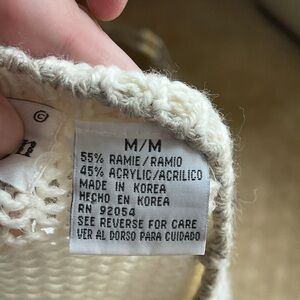 ©
M/M
55% RAMIE/RAMIO
45% ACRYLIC/ACRILICO
MADE IN KOREA
HECHO EN KOREA
RN 92054
SEE REVERSE FOR CARE
VER AL DORSO PARA CUIDADO